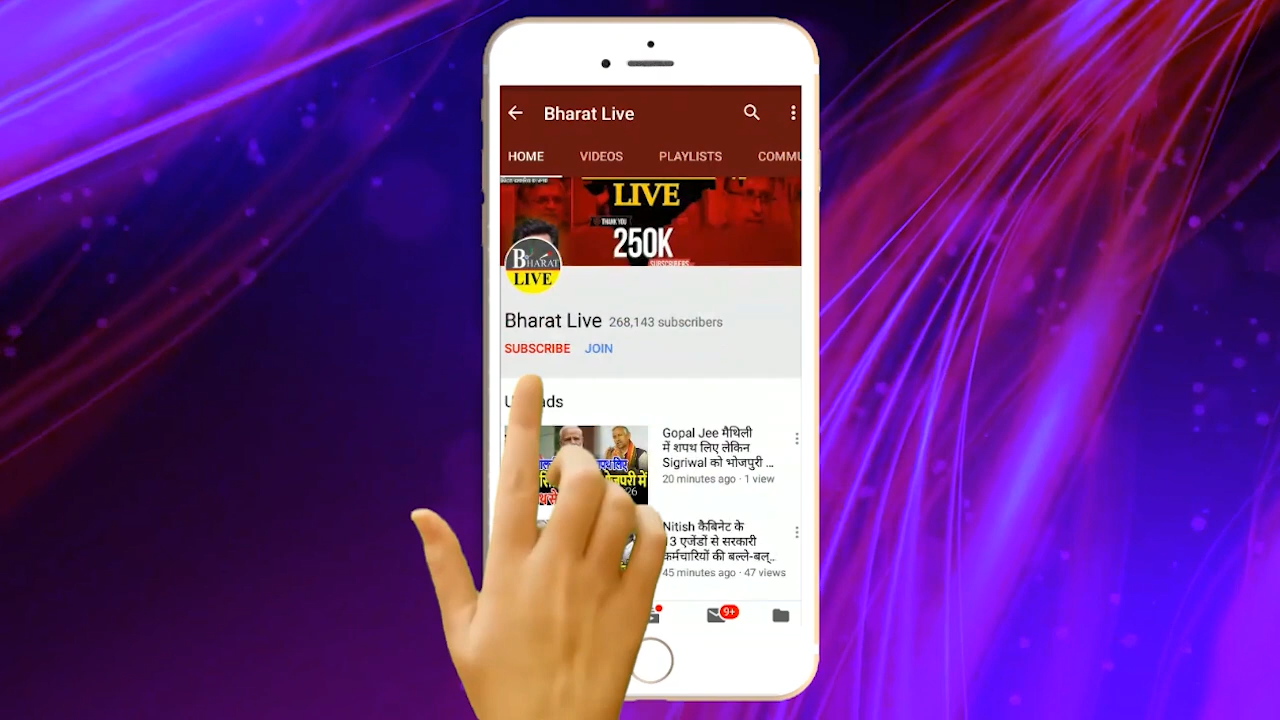 Bharat Live
HOME VIDEOS PLAYLISTS COMMU
LIVE
THANK YOU
250K
SUBSCRIBERS
BHARAT
LIVE
Bharat Live 268,143 subscribers
SUBSCRIBE JOIN
Gopal Jee मैथिली
में शपथ लिए लेकिन
Sigriwal को भोजपुरी ...
20 minutes ago · 1 view
Nitish कैबिनेट के
13 एजेंडों से सरकारी
कर्मचारियों की बल्ले-बल्..
45 minutes ago · 47 views
9+